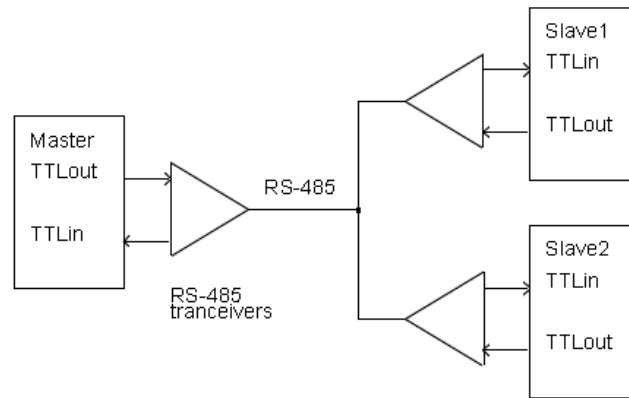 Master
TTLout
TTLin
RS-485
tranceivers
RS-485
Slave1
TTLin
TTLout
Slave2
TTLin
TTLout